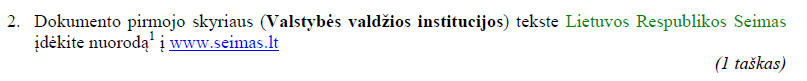 2. Dokumento pirmojo skyriaus (Valstybės valdžios institucijos) tekste Lietuvos Respublikos Seimas
įdėkite nuorodą¹ į www.seimas.lt
(1 taškas)